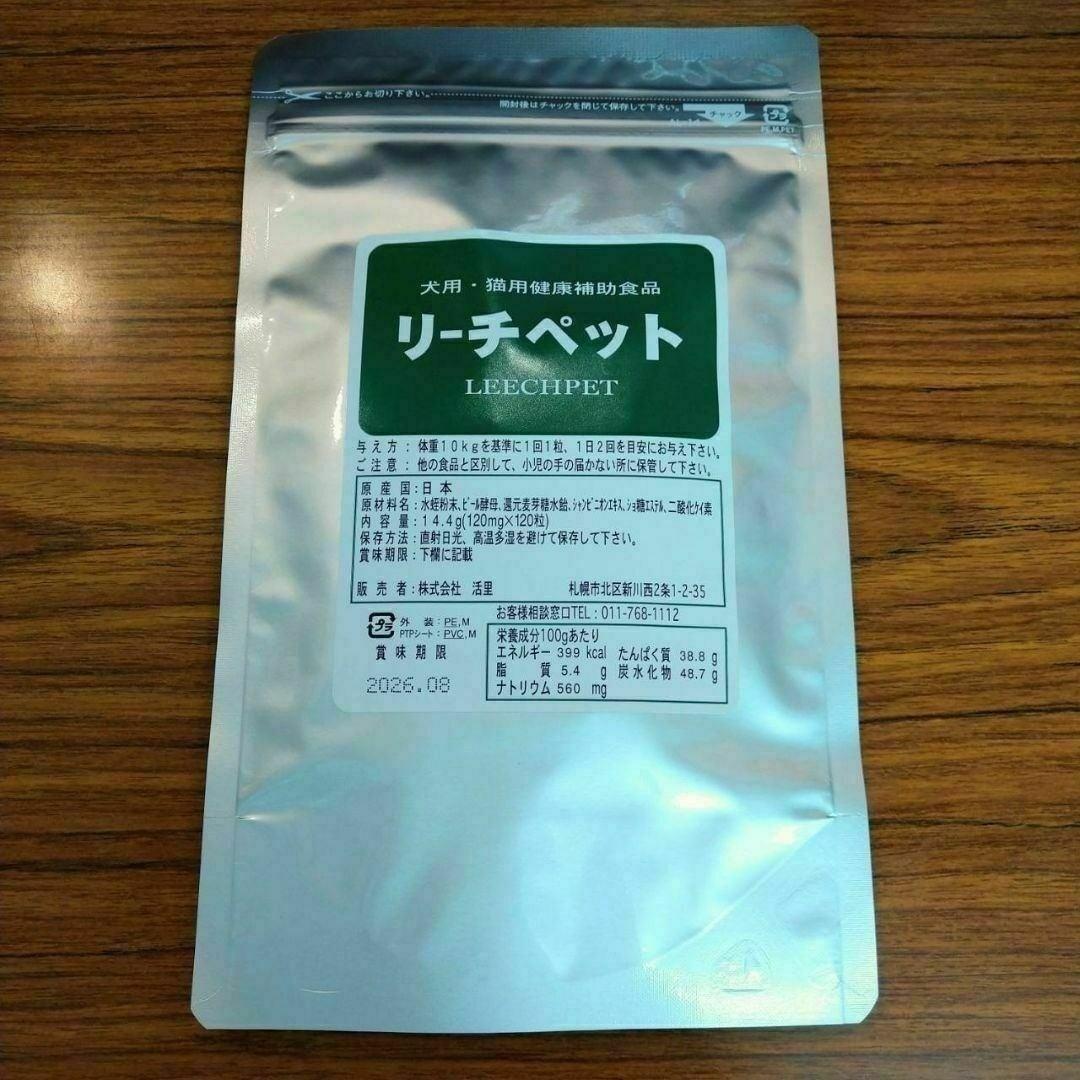 ここからお切り下さい。
開封後はチャックを閉じて保存して下さい。
チャック
プラ
PE,M,PET
犬用・猫用健康補助食品
リーチペット
LEECHPET
与え方：体重10kgを基準に1回1粒、1日2回を目安にお与え下さい。
ご注意：他の食品と区別して、小児の手の届かない所に保管して下さい。
原産国：日本
原材料名：水蛭粉末、ビール酵母、還元麦芽糖水飴、シャンピニオンエキス、ショ糖エステル、二酸化ケイ素
内容量：14.4g(120mg×120粒)
保存方法：直射日光、高温多湿を避けて保存して下さい。
賞味期限：下欄に記載
販売者：株式会社 活里 札幌市北区新川西2条1-2-35
お客様相談窓口TEL：011-768-1112
プラ
外装：PE,M
PTPシート：PVC,M
賞味期限
2026.08
栄養成分100gあたり
エネルギー 399 kcal たんぱく質 38.8 g
脂質 5.4 g 炭水化物 48.7 g
ナトリウム 560 mg